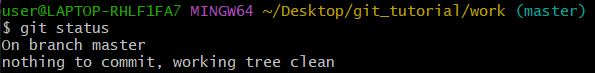 user@LAPTOP-RHLF1FA7 MINGW64 ~/Desktop/git_tutorial/work (master)
$ git status
On branch master
nothing to commit, working tree clean